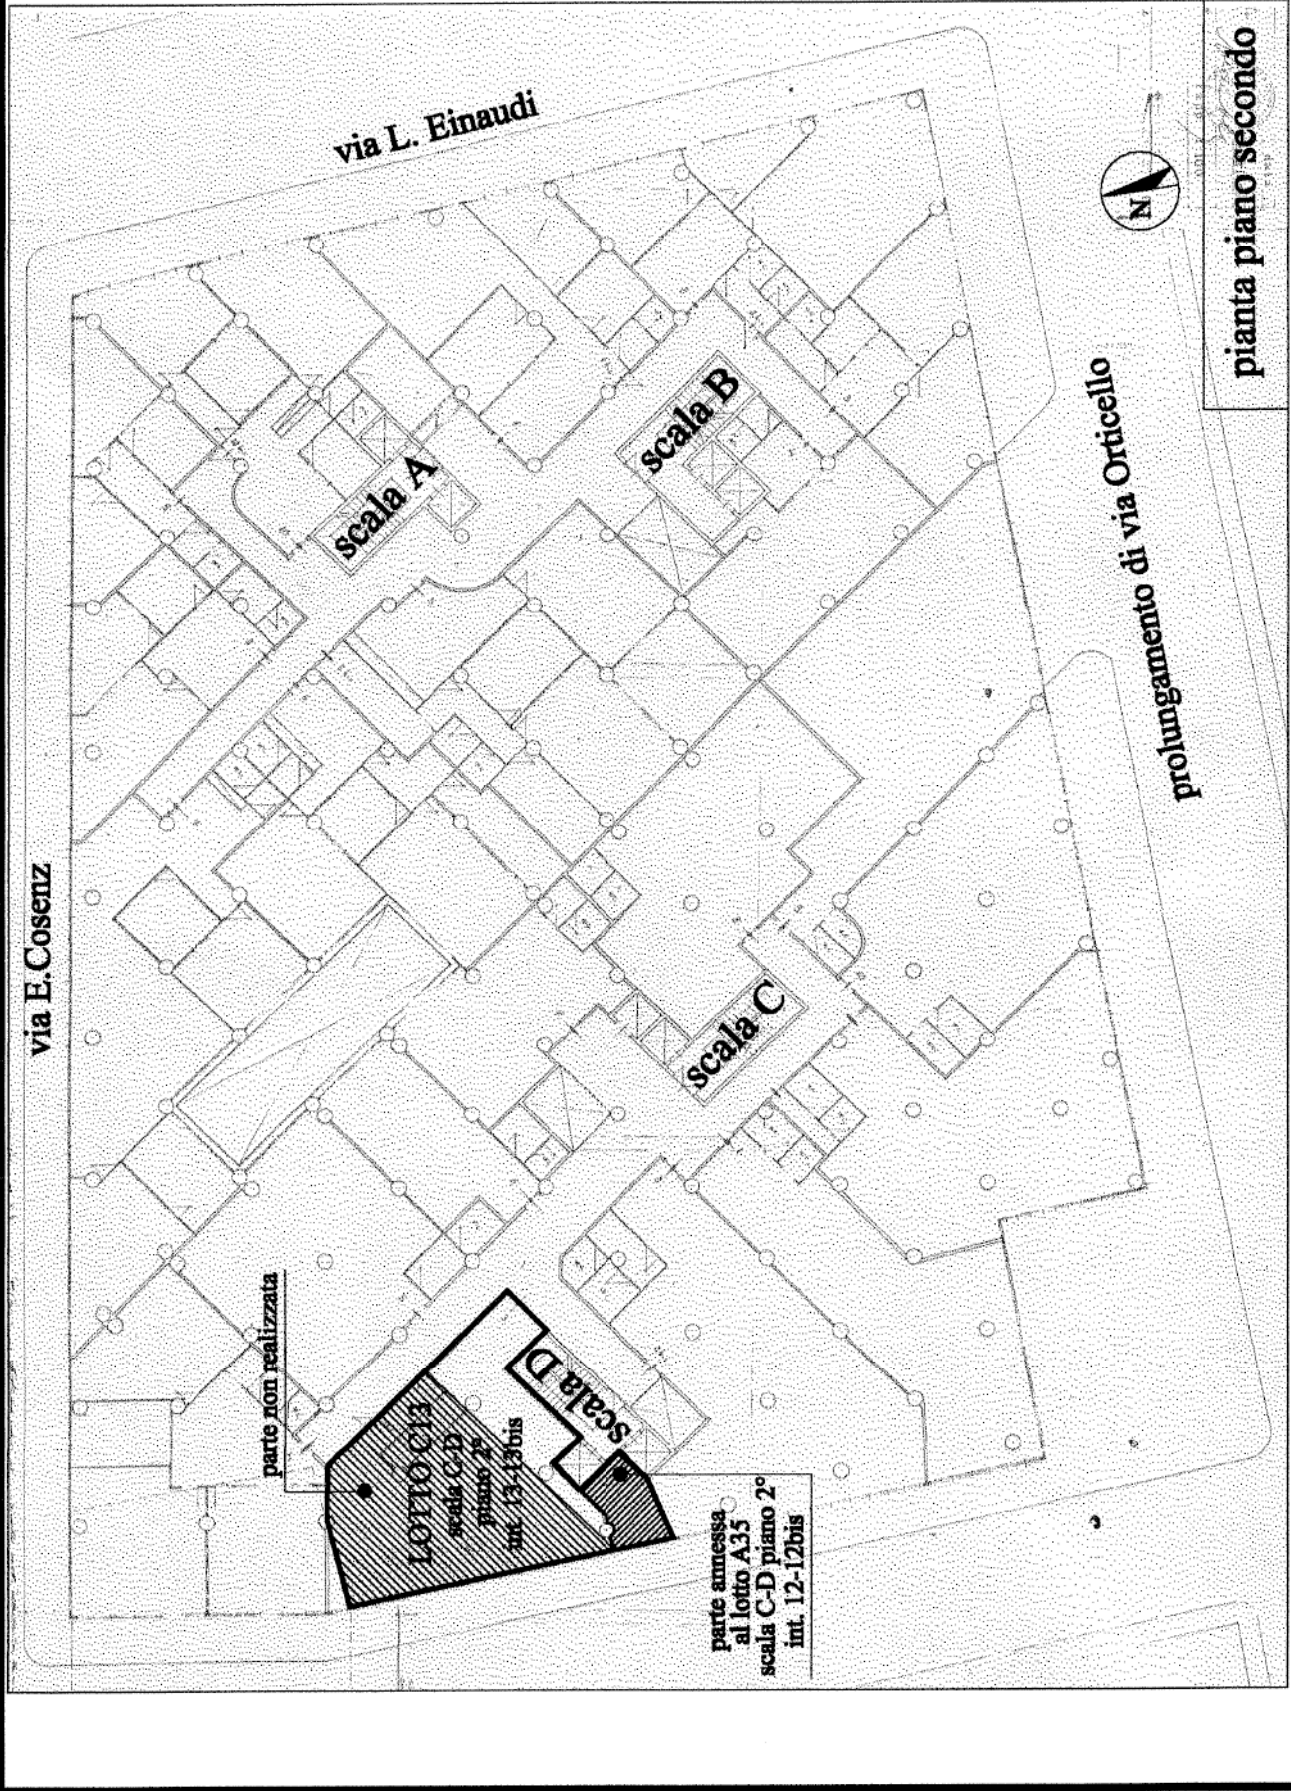 via E.Cosenz
via L. Einaudi
scala A
scala B
scala C
scala D
prolungamento di via Orticello
parte non realizzata
LOTTO C13
scala C-D
piano 2°
int. 13-13bis
parte annessa
al lotto A35
scala C-D piano 2°
int. 12-12bis
N
pianta piano secondo